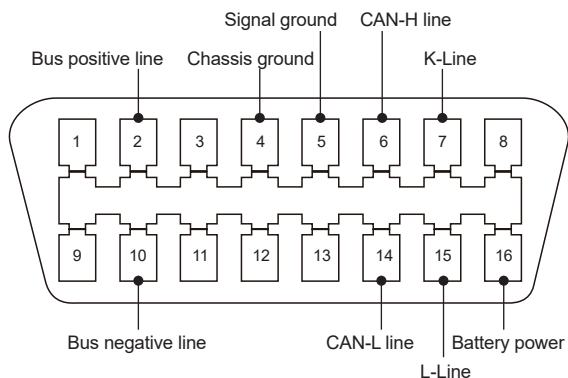 Signal ground CAN-H line
Bus positive line Chassis ground K-Line
1 2 3 4 5 6 7 8
9 10 11 12 13 14 15 16
Bus negative line CAN-L line Battery power
L-Line